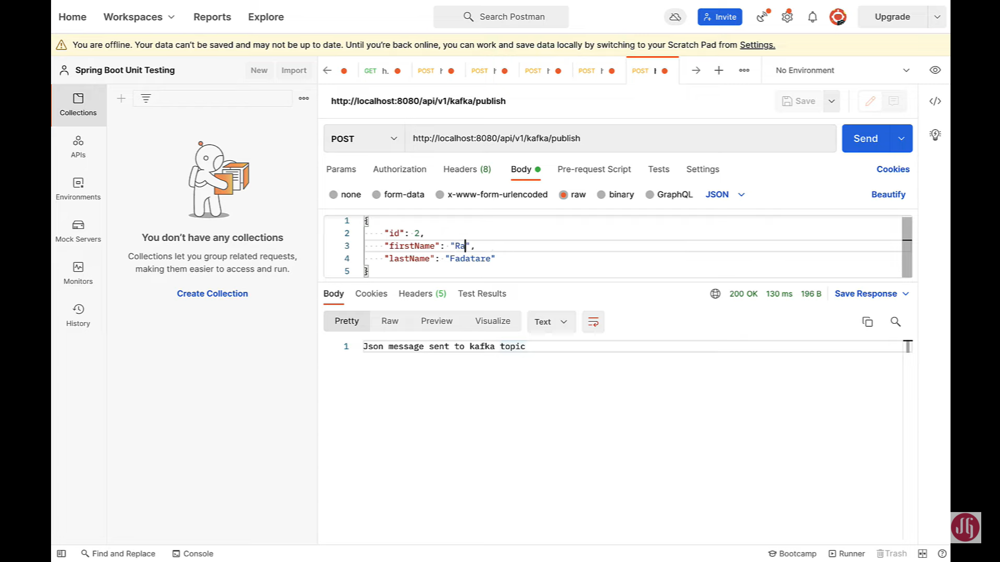 Home Workspaces Reports Explore Search Postman Invite Upgrade
You are offline. Your data can't be saved and may not be up to date. Until you're back online, you can work and save data locally by switching to your Scratch Pad from Settings.
Spring Boot Unit Testing New Import
GET h. POST POST POST POST POST No Environment
Collections
APIs
Environments
Mock Servers
Monitors
History
You don't have any collections
Collections let you group related requests,
making them easier to access and run.
Create Collection
http://localhost:8080/api/v1/kafka/publish Save
POST http://localhost:8080/api/v1/kafka/publish Send
Params Authorization Headers (8) Body Pre-request Script Tests Settings Cookies
none form-data x-www-form-urlencoded raw binary GraphQL JSON Beautify
1 {
2 "id": 2,
3 "firstName": "Ra",
4 "lastName": "Fadatare"
5 }
Body Cookies Headers (5) Test Results 200 OK 130 ms 196 B Save Response
Pretty Raw Preview Visualize Text
1 Json message sent to kafka topic
Find and Replace Console Bootcamp Runner Trash
JG